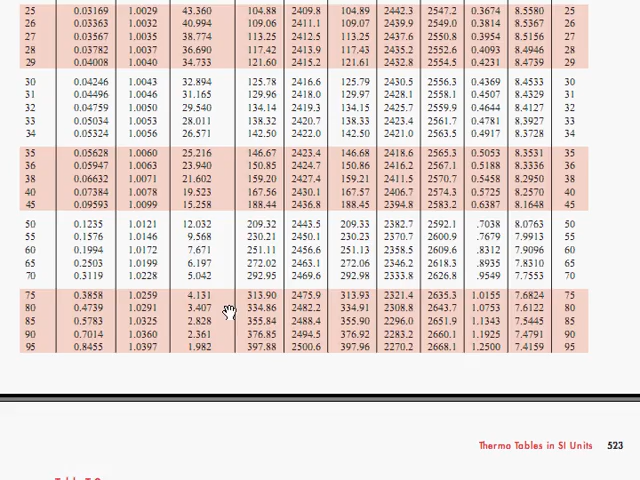 25 0.03169 1.0029 43.360 104.88 2409.8 104.89 2442.3 2547.2 0.3674 8.5580 25
26 0.03363 1.0032 40.994 109.06 2411.1 109.07 2439.9 2549.0 0.3814 8.5367 26
27 0.03567 1.0035 38.774 113.25 2412.5 113.25 2437.6 2550.8 0.3954 8.5156 27
28 0.03782 1.0037 36.690 117.42 2413.9 117.43 2435.2 2552.6 0.4093 8.4946 28
29 0.04008 1.0040 34.733 121.60 2415.2 121.61 2432.8 2554.5 0.4231 8.4739 29
30 0.04246 1.0043 32.894 125.78 2416.6 125.79 2430.5 2556.3 0.4369 8.4533 30
31 0.04496 1.0046 31.165 129.96 2418.0 129.97 2428.1 2558.1 0.4507 8.4329 31
32 0.04759 1.0050 29.540 134.14 2419.3 134.15 2425.7 2559.9 0.4644 8.4127 32
33 0.05034 1.0053 28.011 138.32 2420.7 138.33 2423.4 2561.7 0.4781 8.3927 33
34 0.05324 1.0056 26.571 142.50 2422.0 142.50 2421.0 2563.5 0.4917 8.3728 34
35 0.05628 1.0060 25.216 146.67 2423.4 146.68 2418.6 2565.3 0.5053 8.3531 35
36 0.05947 1.0063 23.940 150.85 2424.7 150.86 2416.2 2567.1 0.5188 8.3336 36
38 0.06632 1.0071 21.602 159.20 2427.4 159.21 2411.5 2570.7 0.5458 8.2950 38
40 0.07384 1.0078 19.523 167.56 2430.1 167.57 2406.7 2574.3 0.5725 8.2570 40
45 0.09593 1.0099 15.258 188.44 2436.8 188.45 2394.8 2583.2 0.6387 8.1648 45
50 0.1235 1.0121 12.032 209.32 2443.5 209.33 2382.7 2592.1 .7038 8.0763 50
55 0.1576 1.0146 9.568 230.21 2450.1 230.23 2370.7 2600.9 .7679 7.9913 55
60 0.1994 1.0172 7.671 251.11 2456.6 251.13 2358.5 2609.6 .8312 7.9096 60
65 0.2503 1.0199 6.197 272.02 2463.1 272.06 2346.2 2618.3 .8935 7.8310 65
70 0.3119 1.0228 5.042 292.95 2469.6 292.98 2333.8 2626.8 .9549 7.7553 70
75 0.3858 1.0259 4.131 313.90 2475.9 313.93 2321.4 2635.3 1.0155 7.6824 75
80 0.4739 1.0291 3.407 334.86 2482.2 334.91 2308.8 2643.7 1.0753 7.6122 80
85 0.5783 1.0325 2.828 355.84 2488.4 355.90 2296.0 2651.9 1.1343 7.5445 85
90 0.7014 1.0360 2.361 376.85 2494.5 376.92 2283.2 2660.1 1.1925 7.4791 90
95 0.8455 1.0397 1.982 397.88 2500.6 397.96 2270.2 2668.1 1.2500 7.4159 95
Thermo Tables in SI Units 523